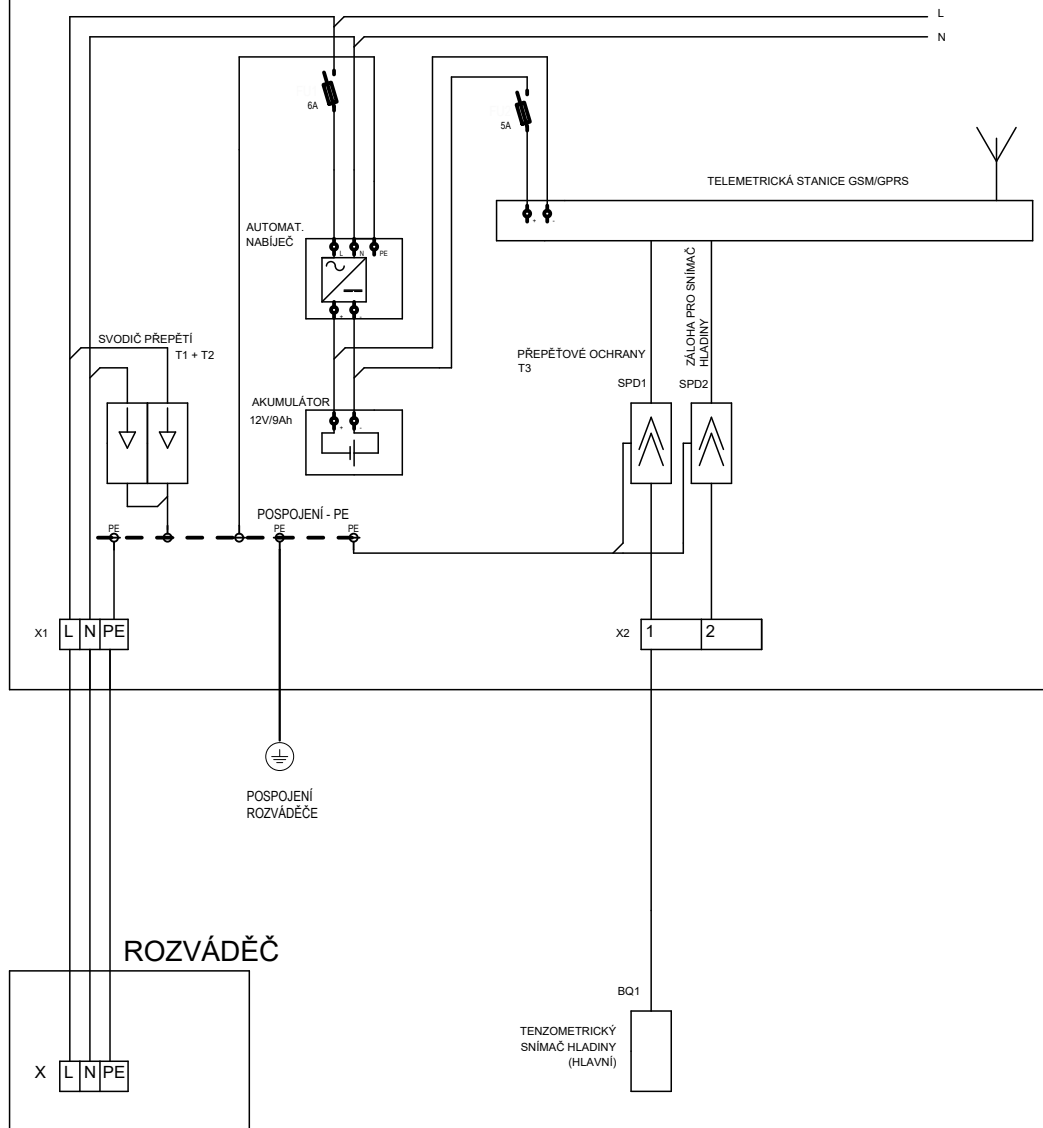 L
N
6A
5A
TELEMETRICKÁ STANICE GSM/GPRS
+ -
AUTOMAT.
NABÍJEČ
L N PE
+ -
ZÁLOHA PRO SNÍMAČ
HLADINY
SVODIČ PŘEPĚTÍ
T1 + T2
PŘEPĚŤOVÉ OCHRANY
T3
SPD1 SPD2
AKUMULÁTOR
12V/9Ah
+ -
POSPOJENÍ - PE
PE PE PE
X1 L N PE
X2 1 2
POSPOJENÍ
ROZVÁDĚČE
ROZVÁDĚČ
BQ1
TENZOMETRICKÝ
SNÍMAČ HLADINY
(HLAVNÍ)
X L N PE